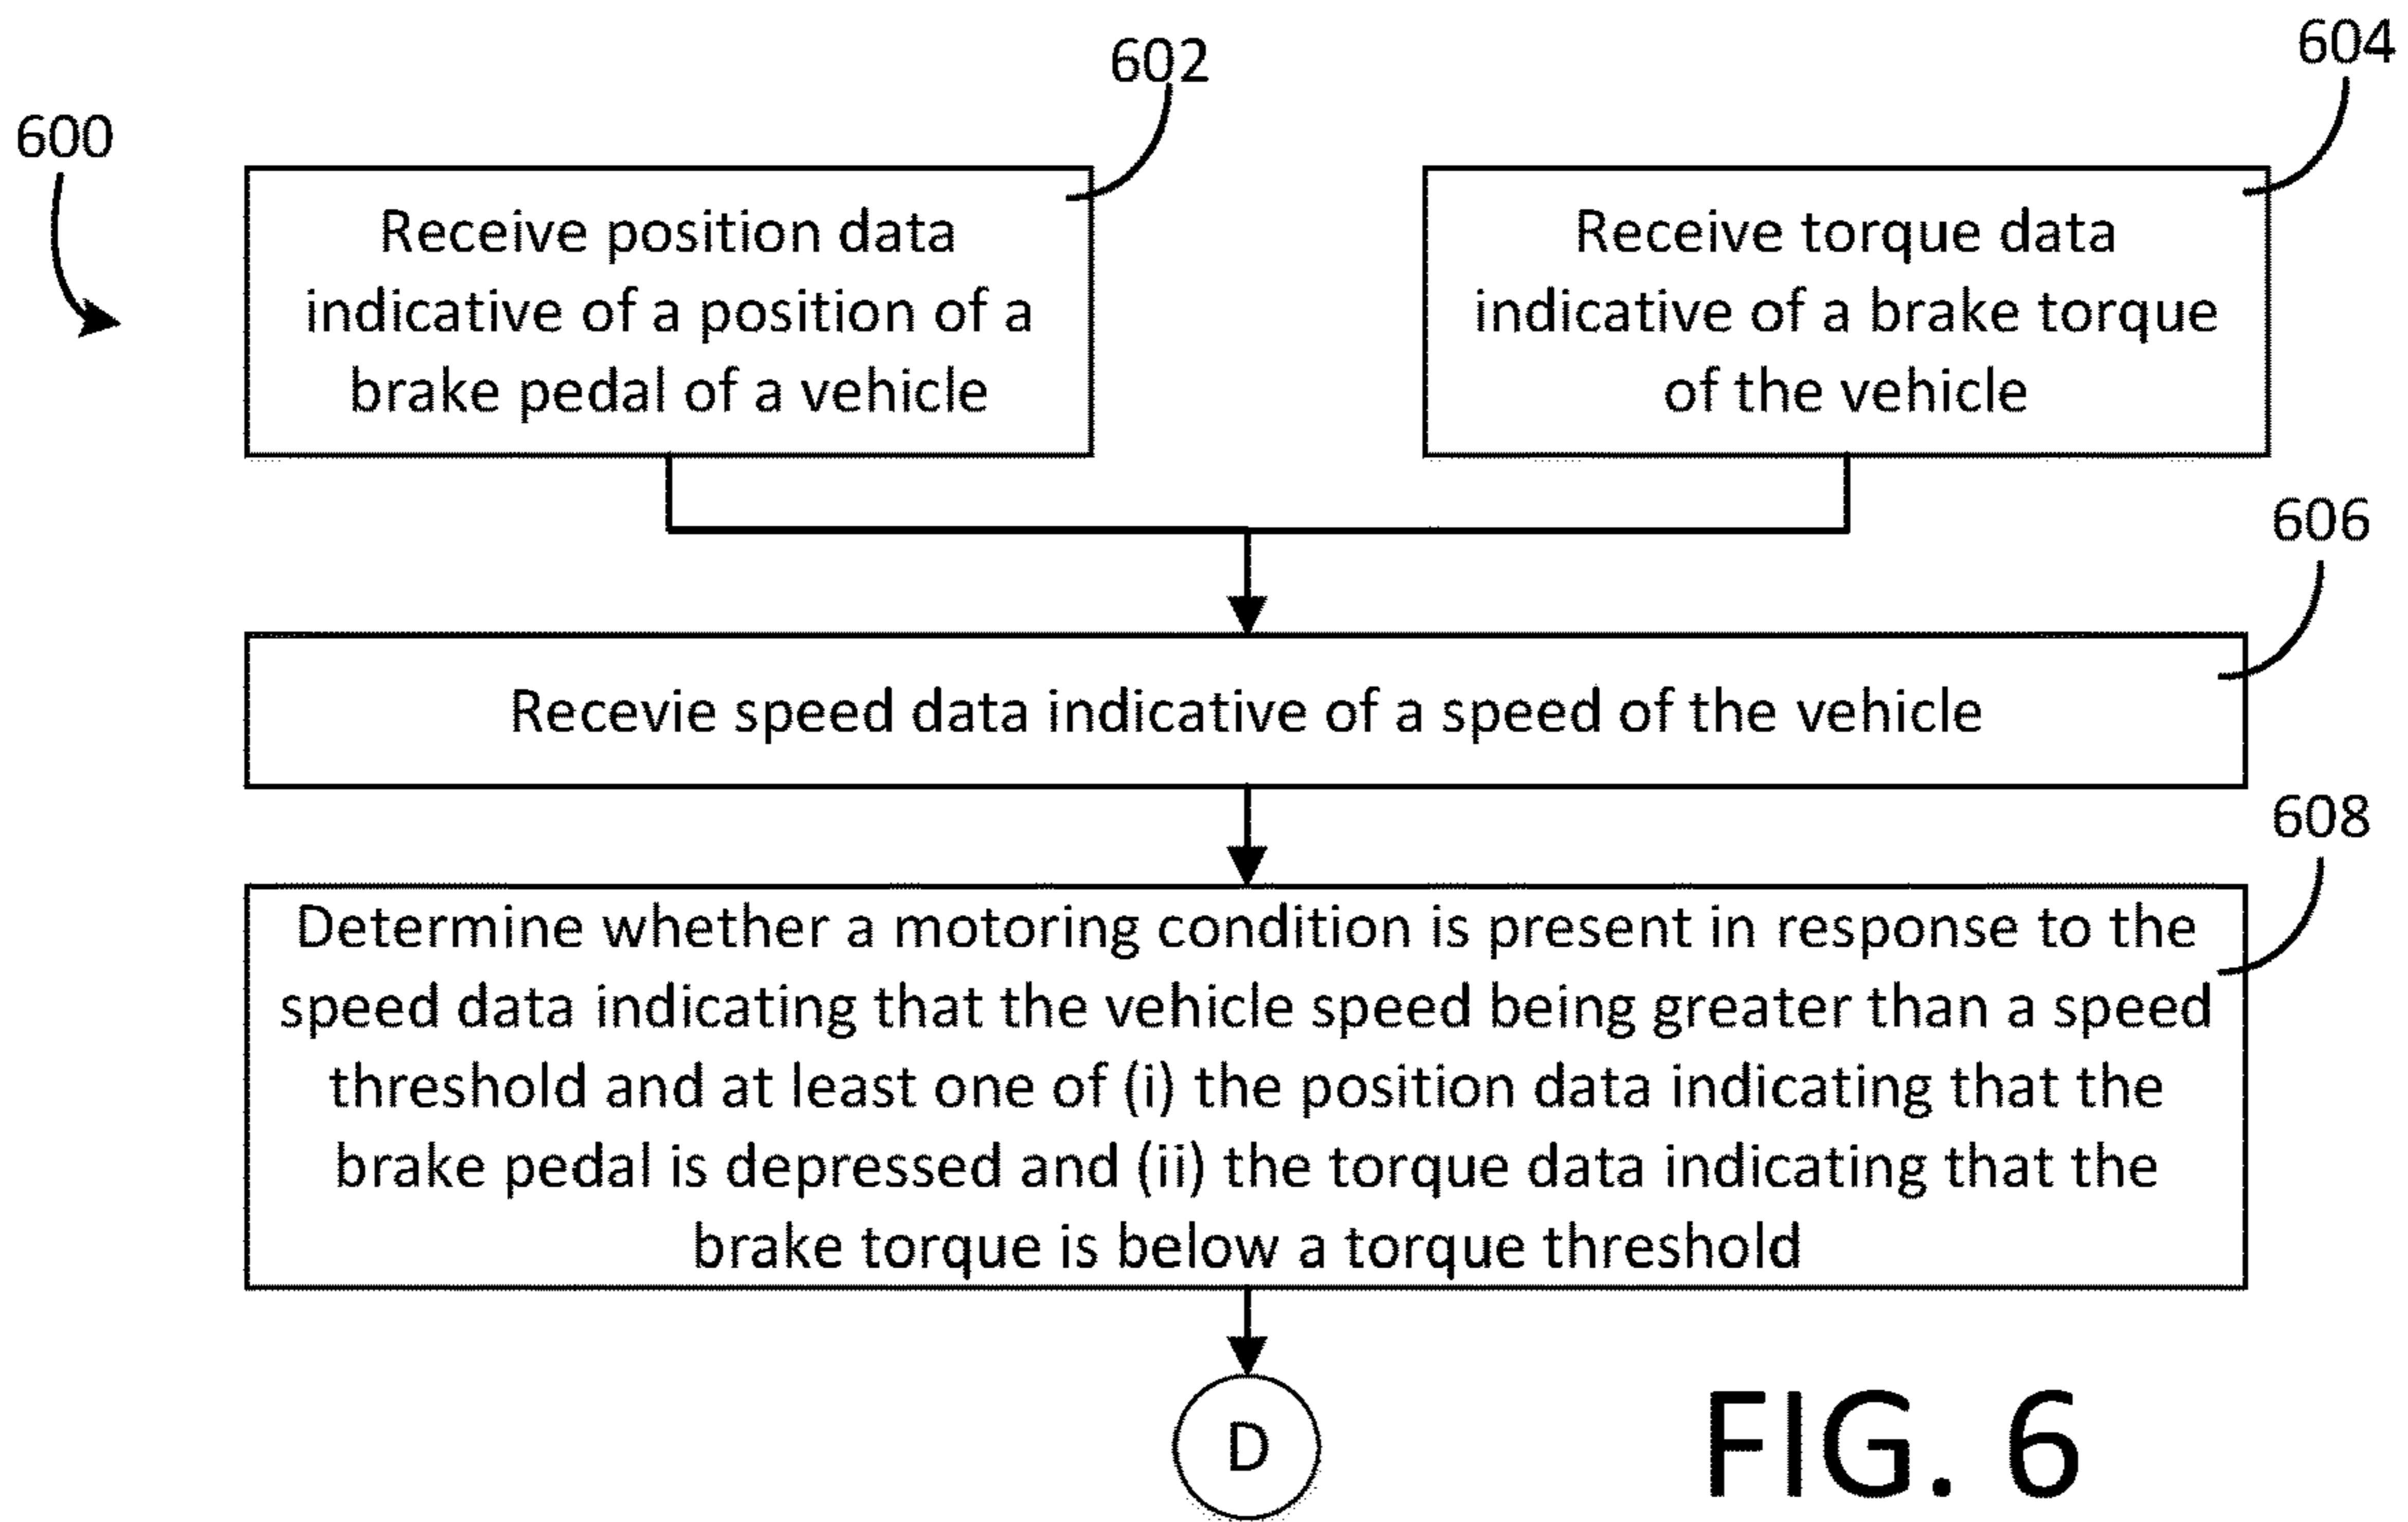 602
604
600
Receive position data
indicative of a position of a
brake pedal of a vehicle
Receive torque data
indicative of a brake torque
of the vehicle
606
Recevie speed data indicative of a speed of the vehicle
608
Determine whether a motoring condition is present in response to the
speed data indicating that the vehicle speed being greater than a speed
threshold and at least one of (i) the position data indicating that the
brake pedal is depressed and (ii) the torque data indicating that the
brake torque is below a torque threshold
D
FIG. 6